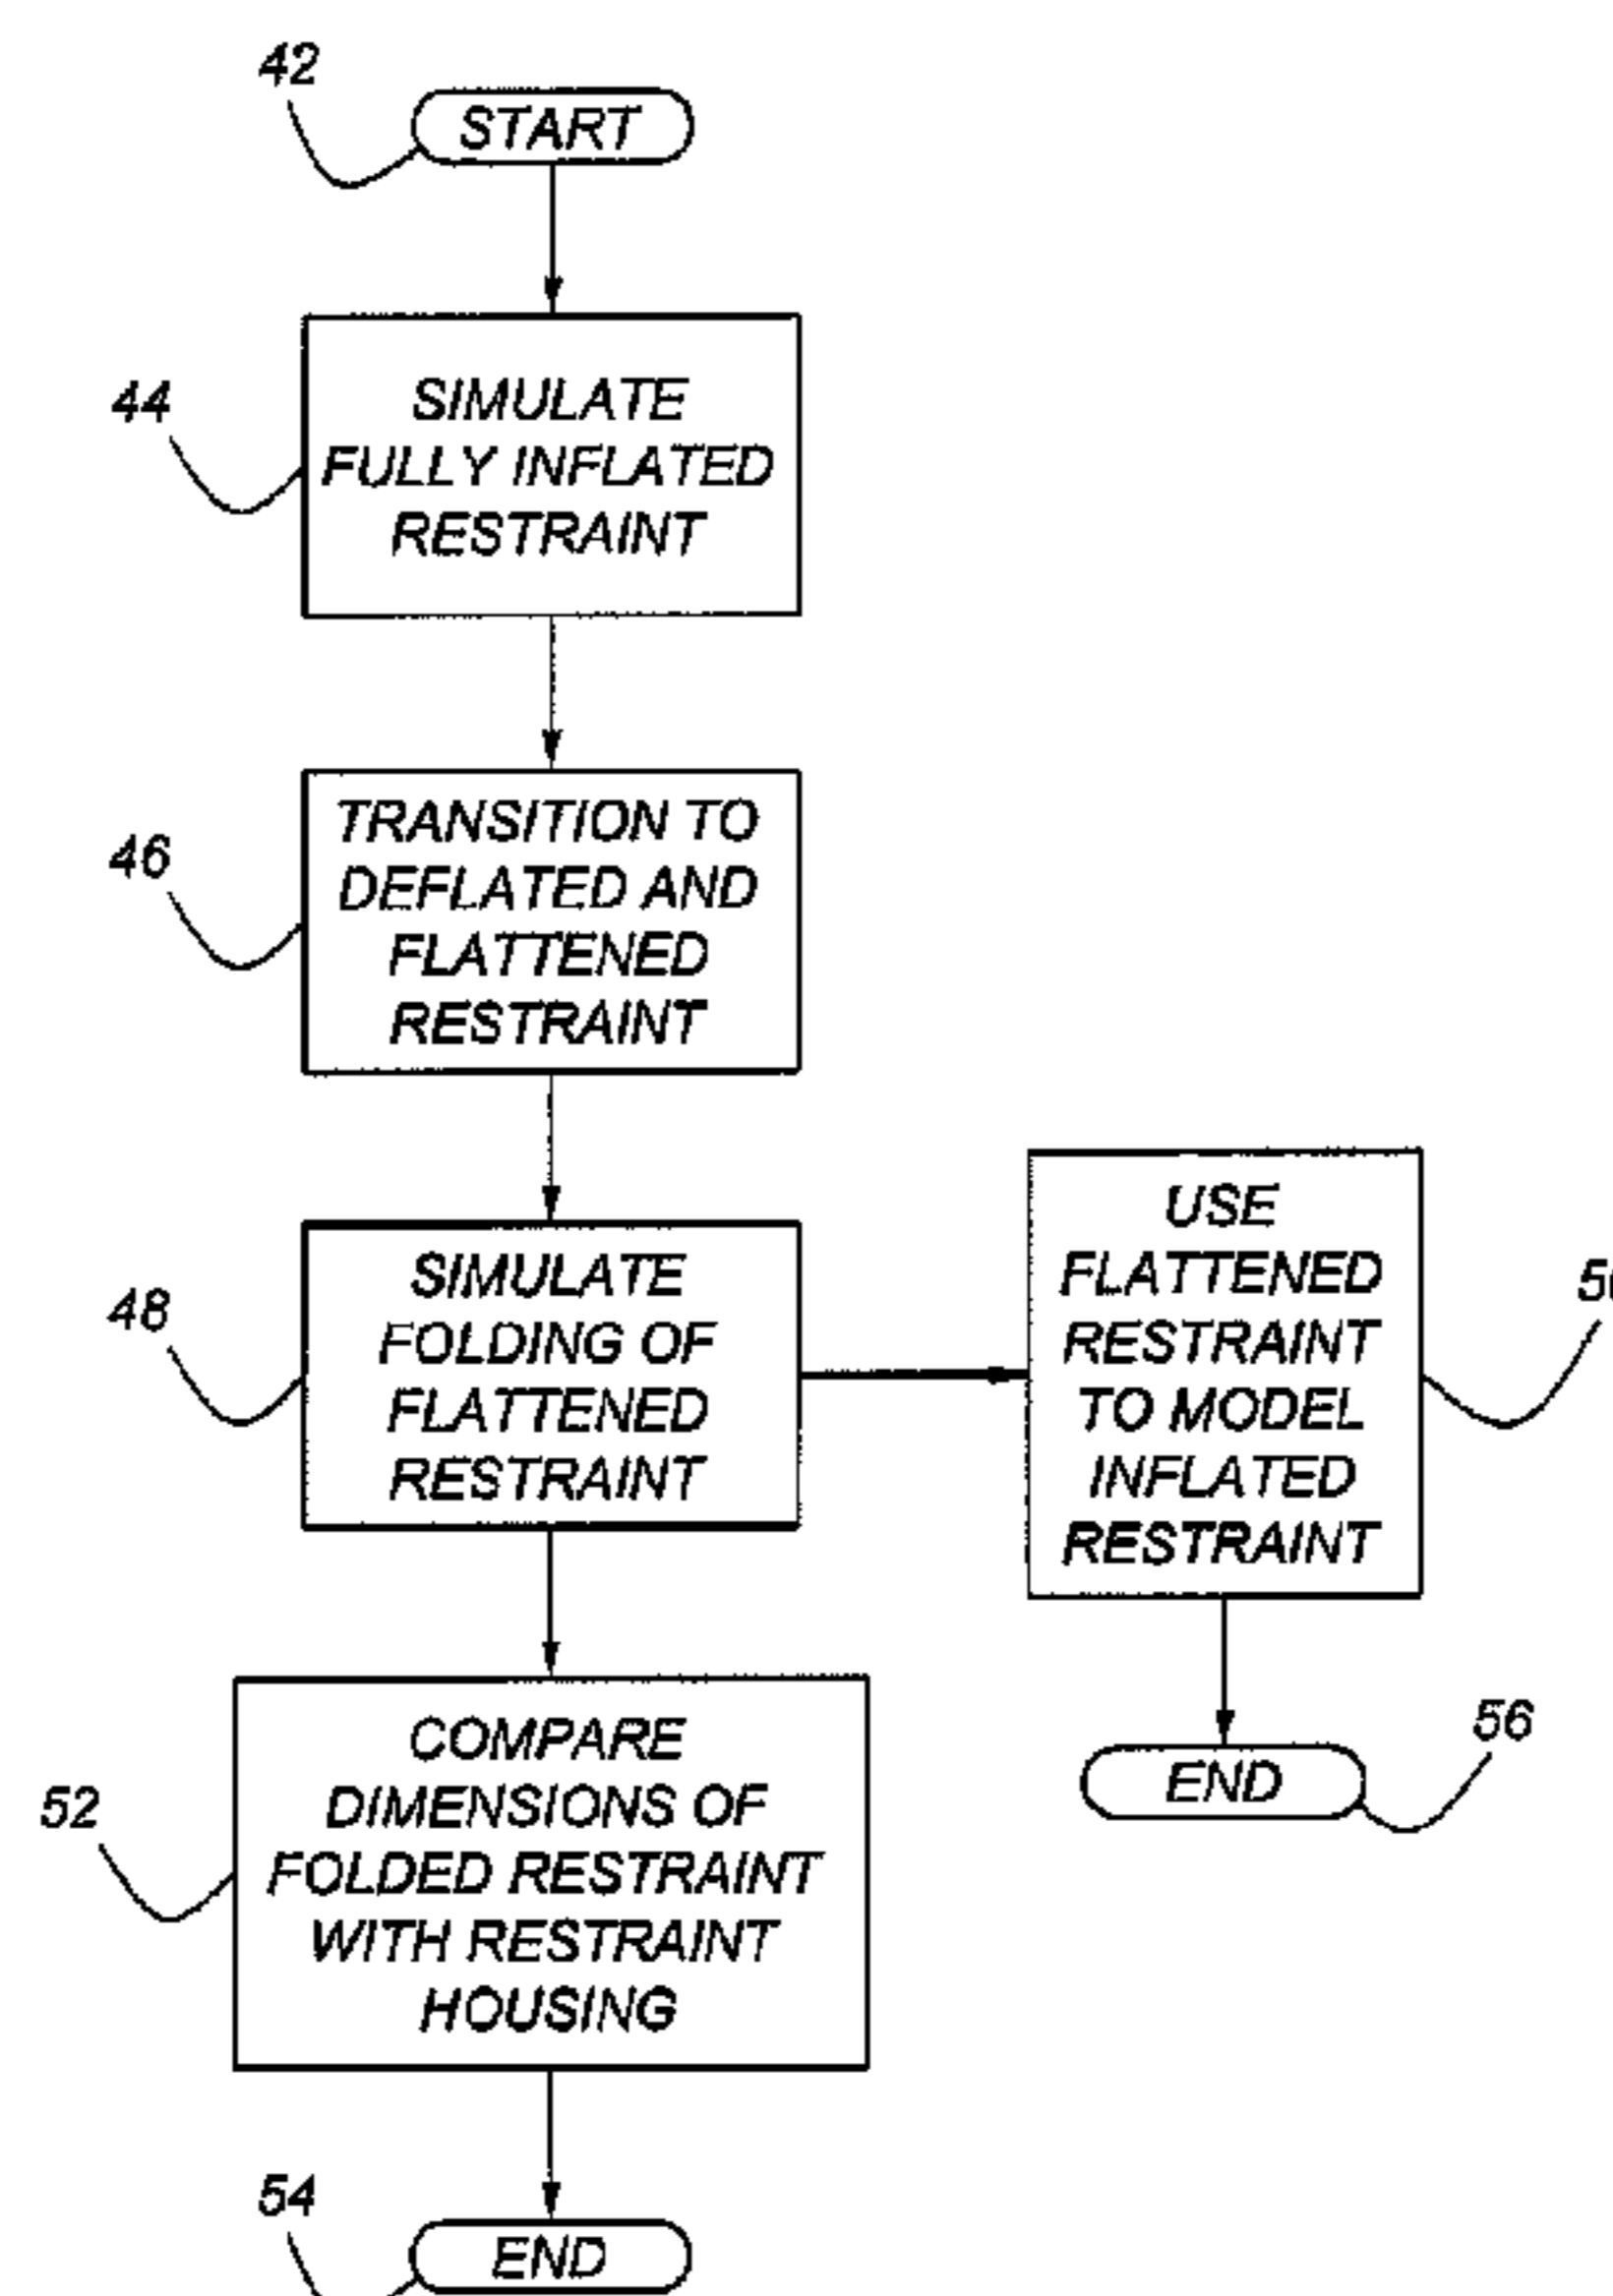 42
START
44
SIMULATE
FULLY INFLATED
RESTRAINT
46
TRANSITION TO
DEFLATED AND
FLATTENED
RESTRAINT
48
SIMULATE
FOLDING OF
FLATTENED
RESTRAINT
USE
FLATTENED
RESTRAINT
TO MODEL
INFLATED
RESTRAINT
52
COMPARE
DIMENSIONS OF
FOLDED RESTRAINT
WITH RESTRAINT
HOUSING
56
END
54
END